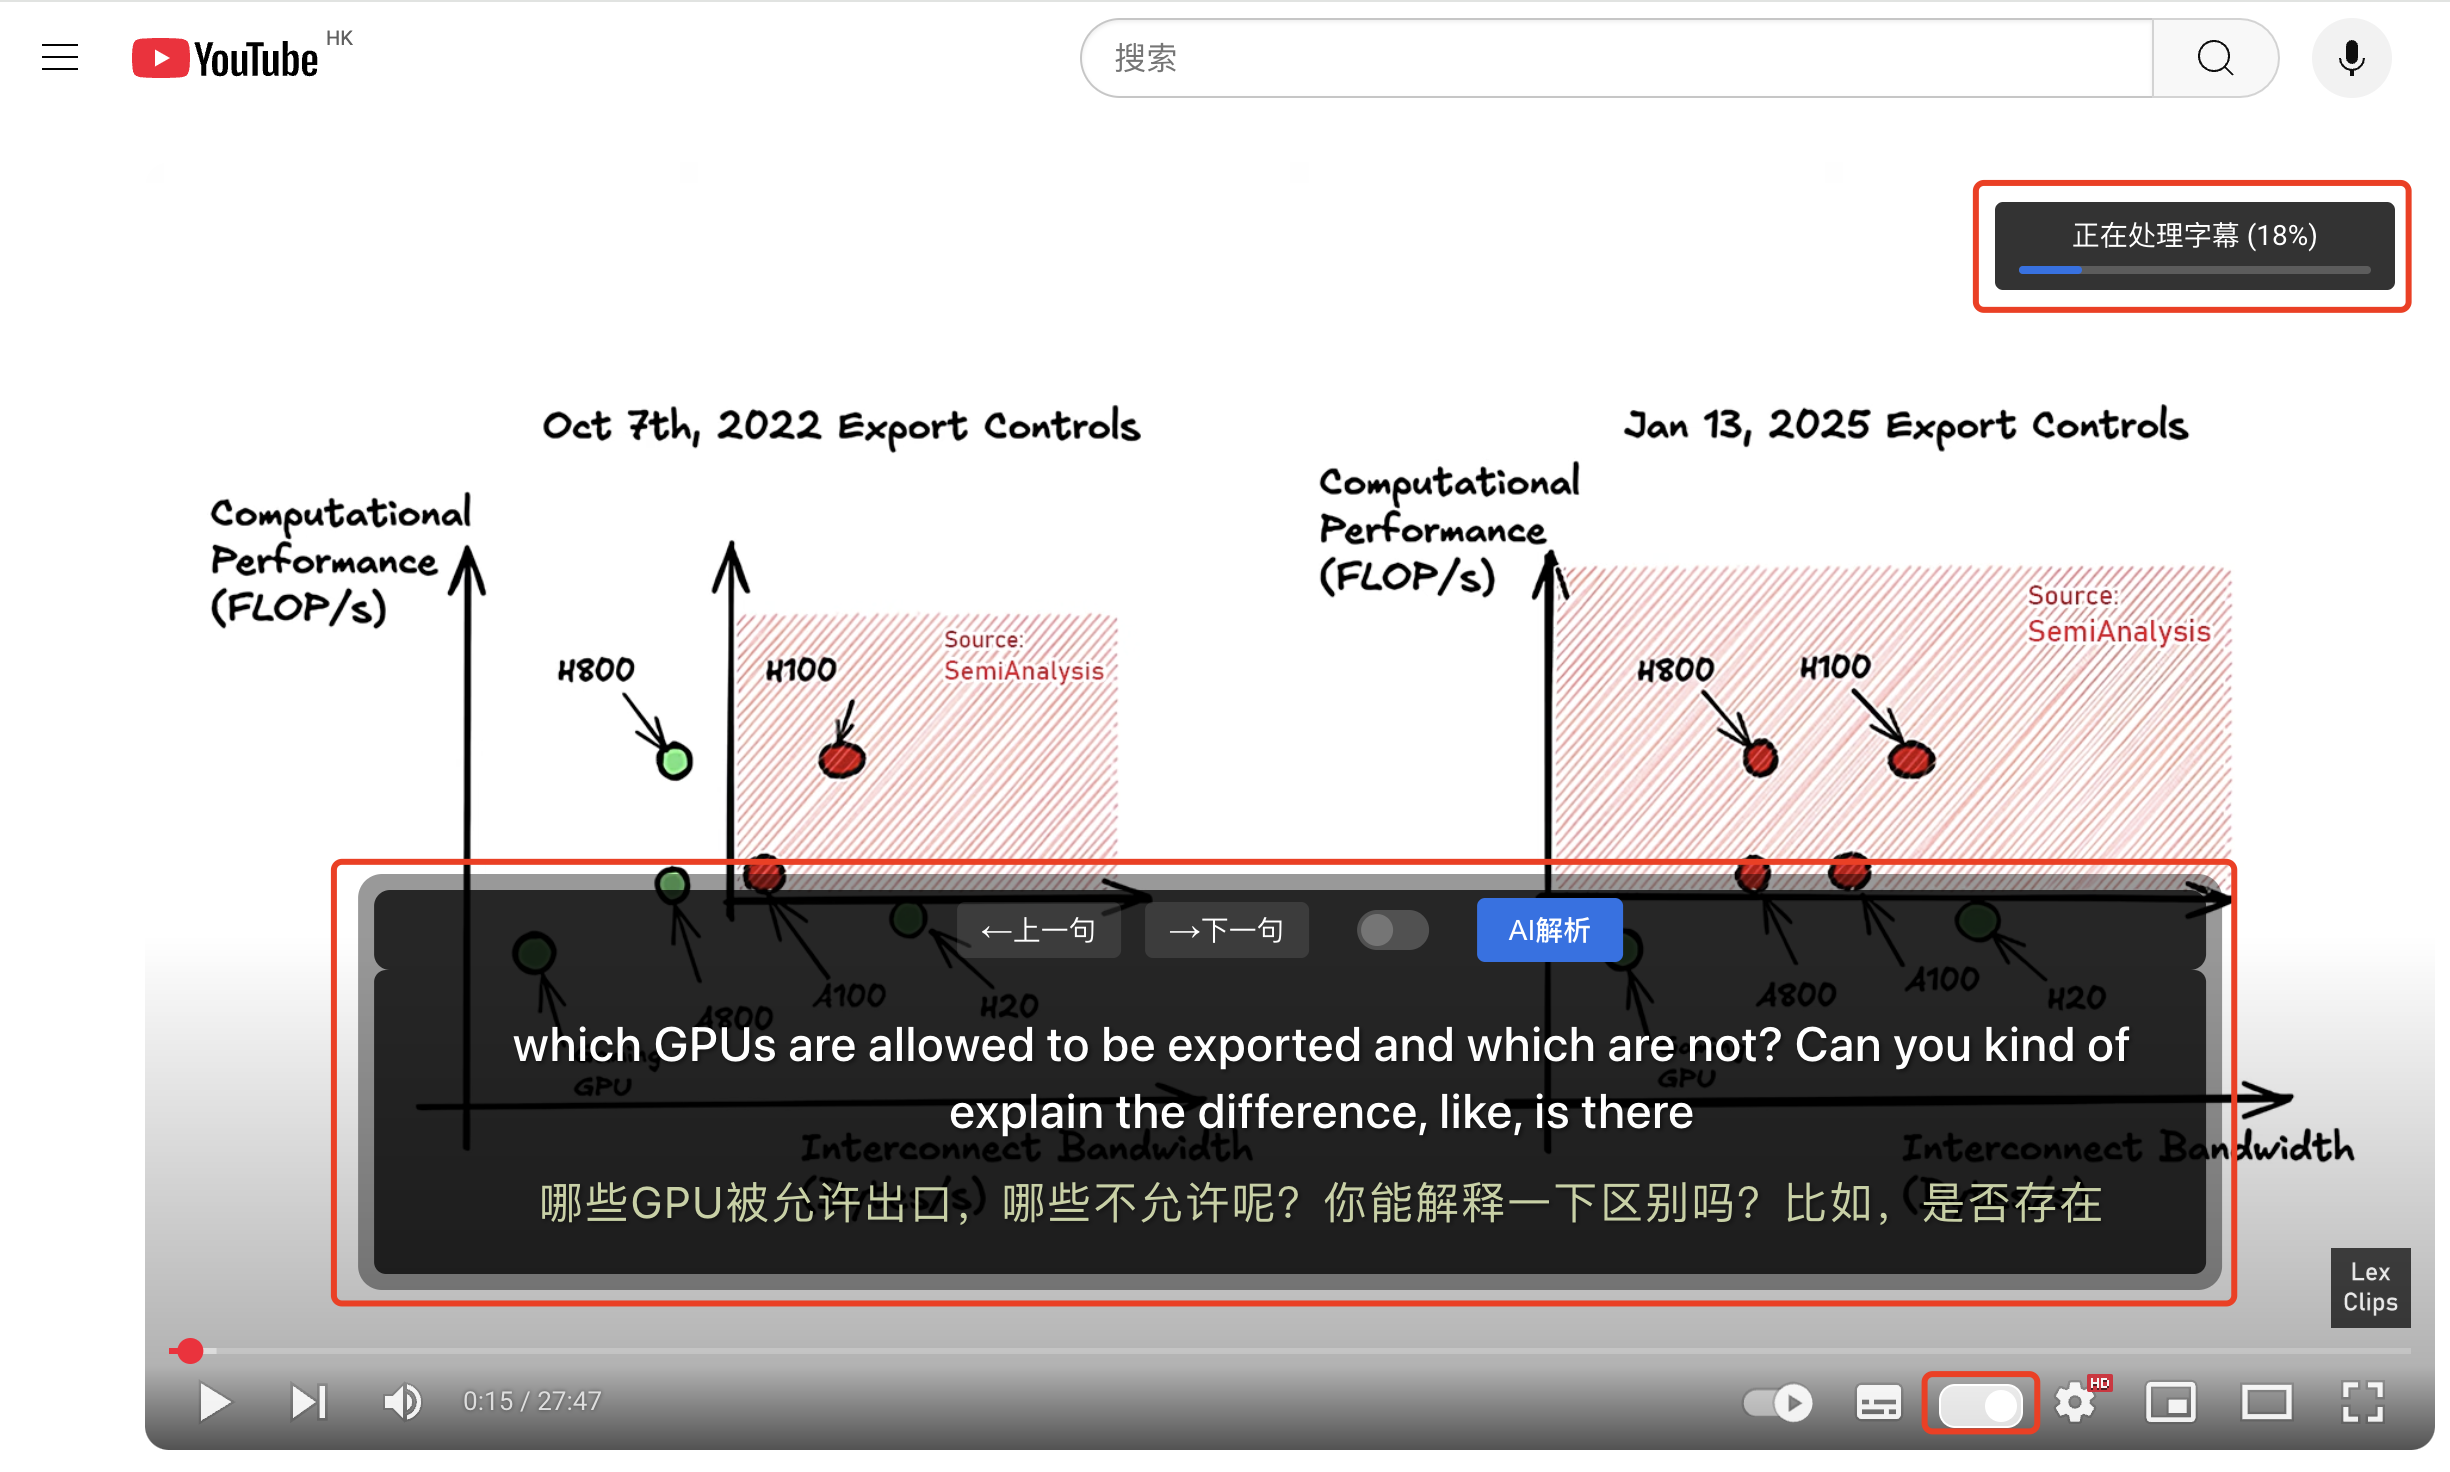 YouTube HK
搜索
正在处理字幕 (18%)
Oct 7th, 2022 Export Controls
Computational
Performance
(FLOP/s)
Source:
SemiAnalysis
H800
H100
Jan 13, 2025 Export Controls
Computational
Performance
(FLOP/s)
Source:
SemiAnalysis
H800
H100
←上一句
→下一句
AI解析
A800
A100
H20
GPU
A800
A100
H20
GPU
which GPUs are allowed to be exported and which are not? Can you kind of
explain the difference, like, is there
Interconnect Bandwidth
Interconnect Bandwidth
哪些GPU被允许出口，哪些不允许呢？你能解释一下区别吗？比如，是否存在
Lex
Clips
0:15 / 27:47
HD